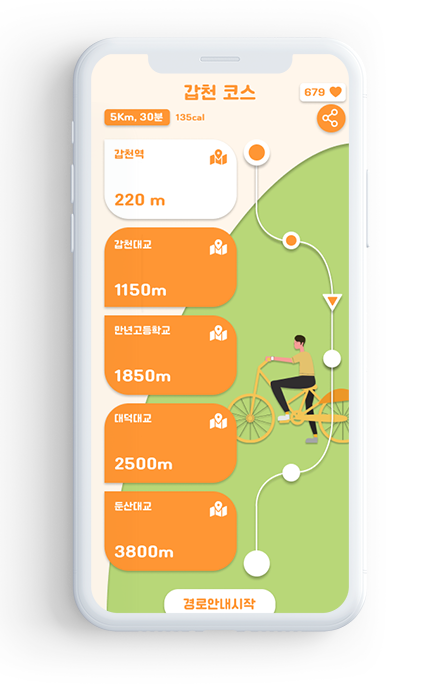 갑천 코스
679
5Km, 30분 135cal
갑천역
220 m
갑천대교
1150m
만년고등학교
1850m
대덕대교
2500m
둔산대교
3800m
경로안내시작